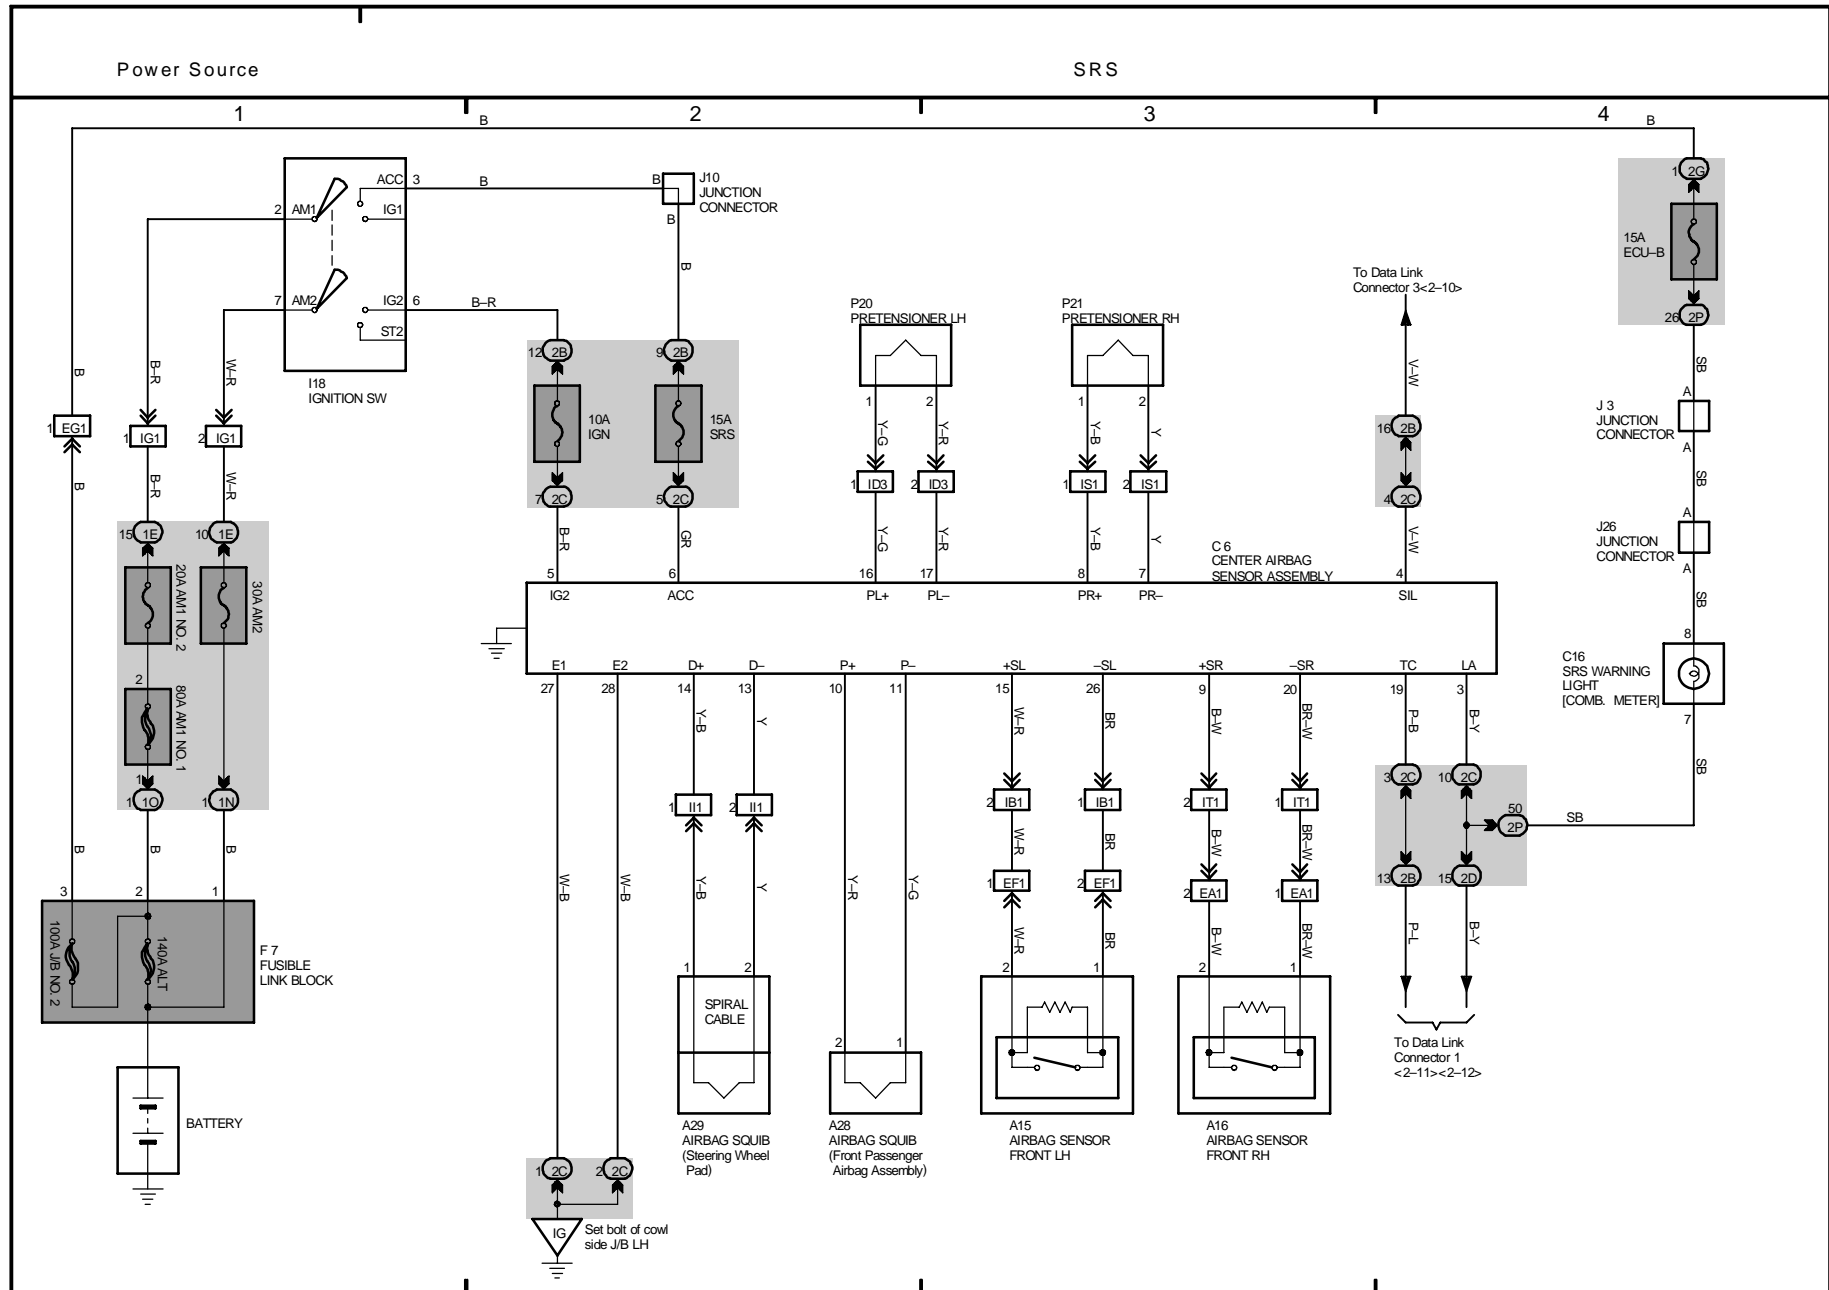 Power Source
SRS
1
2
3
4
B
B
ACC 3
B
B
J10
JUNCTION
CONNECTOR
B
B
2 AM1
IG1
7 AM2
IG2 6
B–R
ST2
I18
IGNITION SW
B
B–R
W–R
1 EG1
1 IG1
2 IG1
B
B–R
W–R
15 1E
10 1E
20A AM1 NO. 2
30A AM2
2
80A AM1 NO. 1
1
1 1O
1 1N
B
B
B
3
2
1
100A J/B NO. 2
140A ALT
F 7
FUSIBLE
LINK BLOCK
BATTERY
12 2B
9 2B
10A
IGN
15A
SRS
7 2C
5 2C
B–R
GR
P20
PRETENSIONER LH
1
2
Y–G
Y–R
1 ID3
2 ID3
Y–G
Y–R
P21
PRETENSIONER RH
1
2
Y–B
Y
1 IS1
2 IS1
Y–B
Y
To Data Link
Connector 3<2–10>
V–W
16 2B
4 2C
V–W
1 2G
15A
ECU–B
26 2P
SB
A
J 3
JUNCTION
CONNECTOR
A
SB
A
J26
JUNCTION
CONNECTOR
A
SB
8
C16
SRS WARNING
LIGHT
[COMB. METER]
7
SB
C 6
CENTER AIRBAG
SENSOR ASSEMBLY
5
6
16
17
8
7
4
IG2
ACC
PL+
PL–
PR+
PR–
SIL
E1
E2
D+
D–
P+
P–
+SL
–SL
+SR
–SR
TC
LA
27
28
14
13
10
11
15
26
9
20
19
3
W–B
W–B
Y–B
Y
1 II1
2 II1
Y–B
Y
1
2
SPIRAL
CABLE
A29
AIRBAG SQUIB
(Steering Wheel
Pad)
Y–R
Y–G
2
1
A28
AIRBAG SQUIB
(Front Passenger
Airbag Assembly)
W–R
BR
2 IB1
1 IB1
W–R
BR
1 EF1
2 EF1
W–R
BR
2
1
A15
AIRBAG SENSOR
FRONT LH
B–W
BR–W
2 IT1
1 IT1
B–W
BR–W
2 EA1
1 EA1
B–W
BR–W
2
1
A16
AIRBAG SENSOR
FRONT RH
P–B
B–Y
3 2C
10 2C
50
2P
SB
13 2B
15 2D
P–L
B–Y
To Data Link
Connector 1
<2–11><2–12>
1 2C
2 2C
IG
Set bolt of cowl
side J/B LH